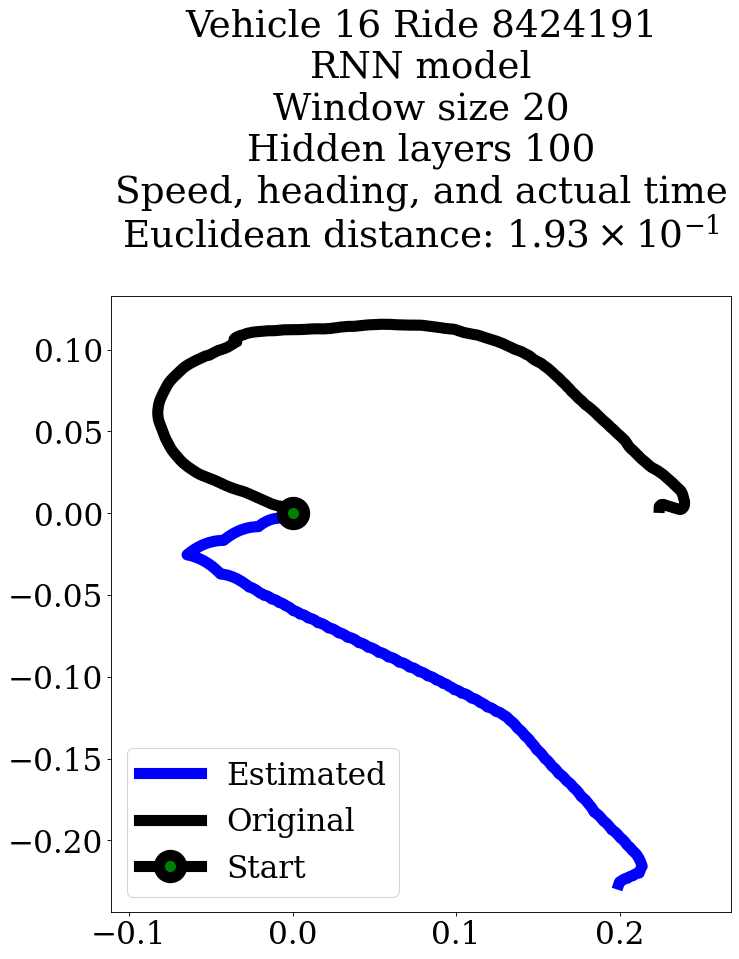 Vehicle 16 Ride 8424191
RNN model
Window size 20
Hidden layers 100
Speed, heading, and actual time
Euclidean distance: 1.93 × 10⁻¹
0.10
0.05
0.00
−0.05
−0.10
−0.15
−0.20
Estimated
Original
Start
−0.1 0.0 0.1 0.2